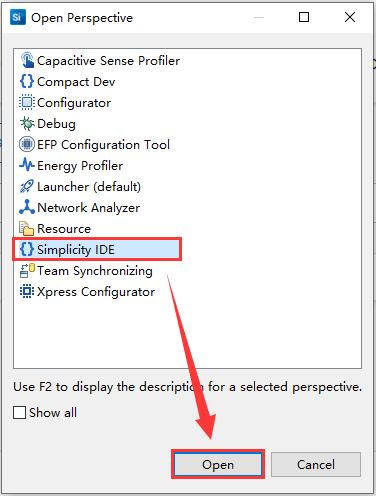 Si Open Perspective
Capacitive Sense Profiler
Compact Dev
Configurator
Debug
EFP Configuration Tool
Energy Profiler
Launcher (default)
Network Analyzer
Resource
Simplicity IDE
Team Synchronizing
Xpress Configurator
Use F2 to display the description for a selected perspective.
Show all
Open Cancel